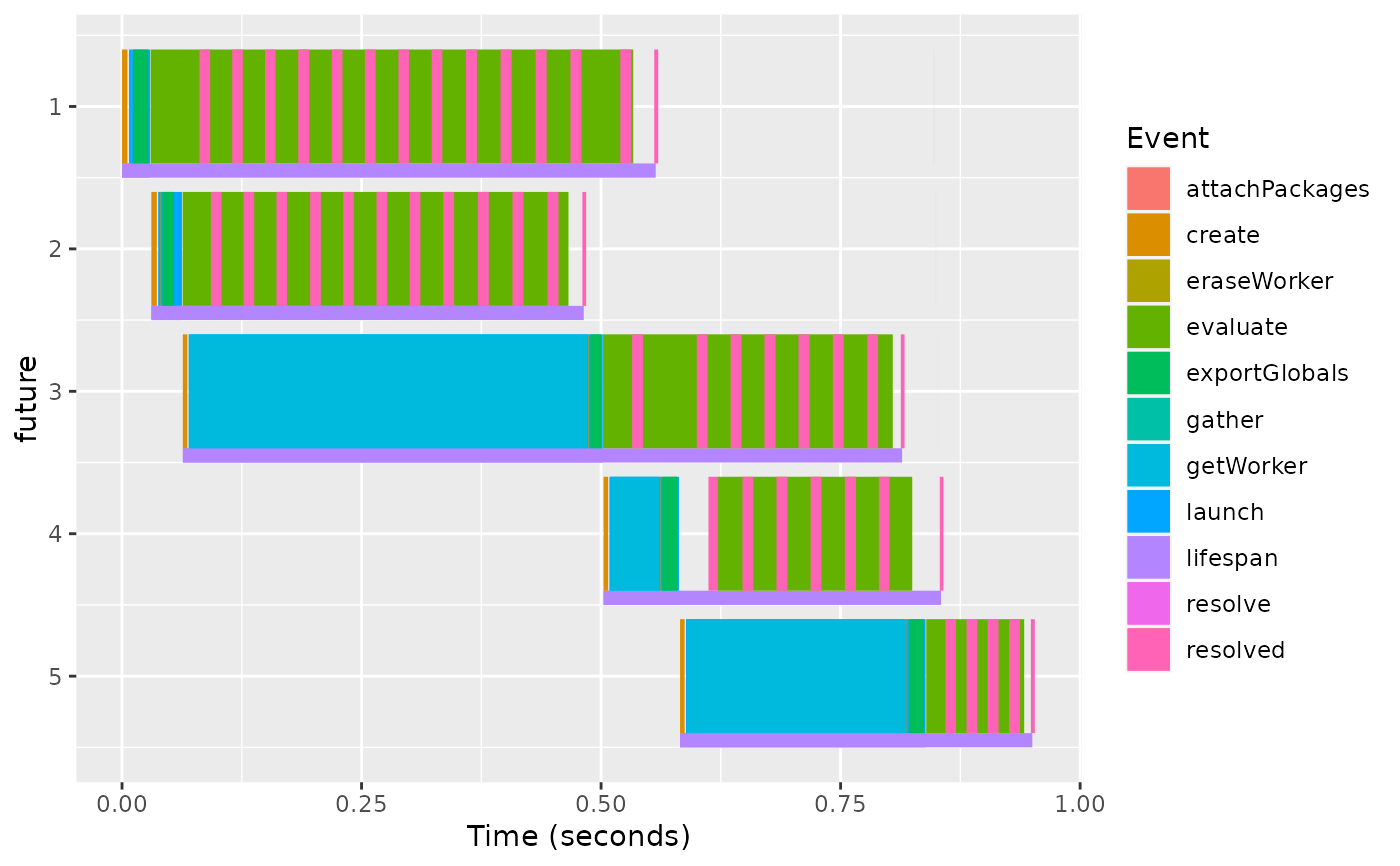 1
2
3
4
5
future
0.00
0.25
0.50
0.75
1.00
Time (seconds)
Event
attachPackages
create
eraseWorker
evaluate
exportGlobals
gather
getWorker
launch
lifespan
resolve
resolved